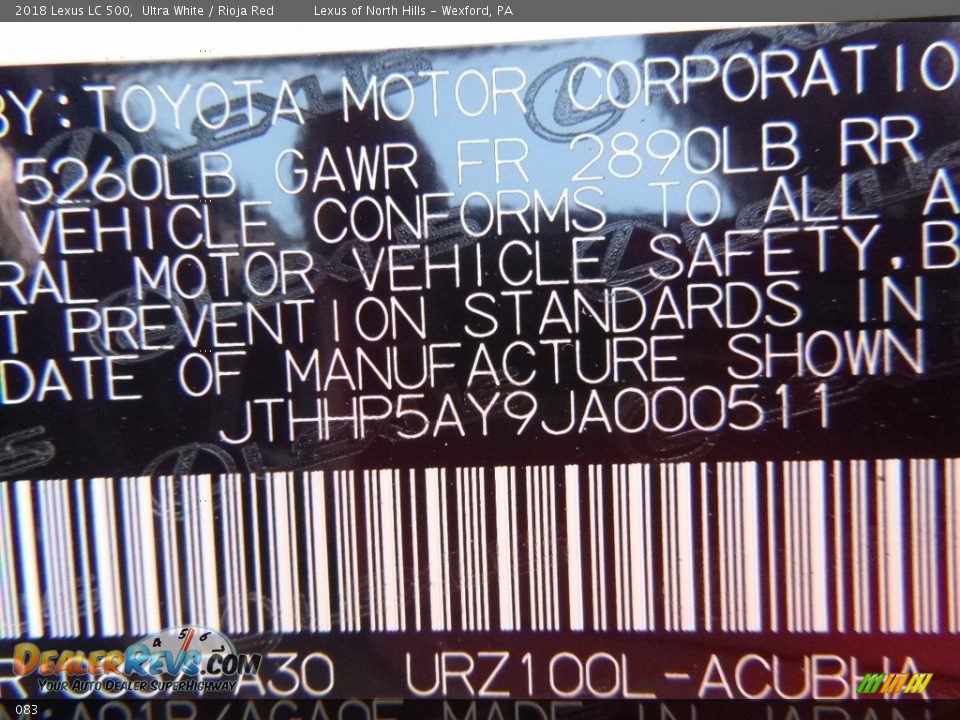 2018 Lexus LC 500, Ultra White / Rioja Red Lexus of North Hills - Wexford, PA
BY: TOYOTA MOTOR CORPORATIO
5260LB GAWR FR 2890LB RR
VEHICLE CONFORMS TO ALL A
RAL MOTOR VEHICLE SAFETY, B
T PREVENTION STANDARDS IN
DATE OF MANUFACTURE SHOWN
JTHHP5AY9JA000511
A30 URZ100L-ACUBHA
DEALERREVS.COM
Your Auto Dealer SuperHighway
MADE IN JAPAN
083